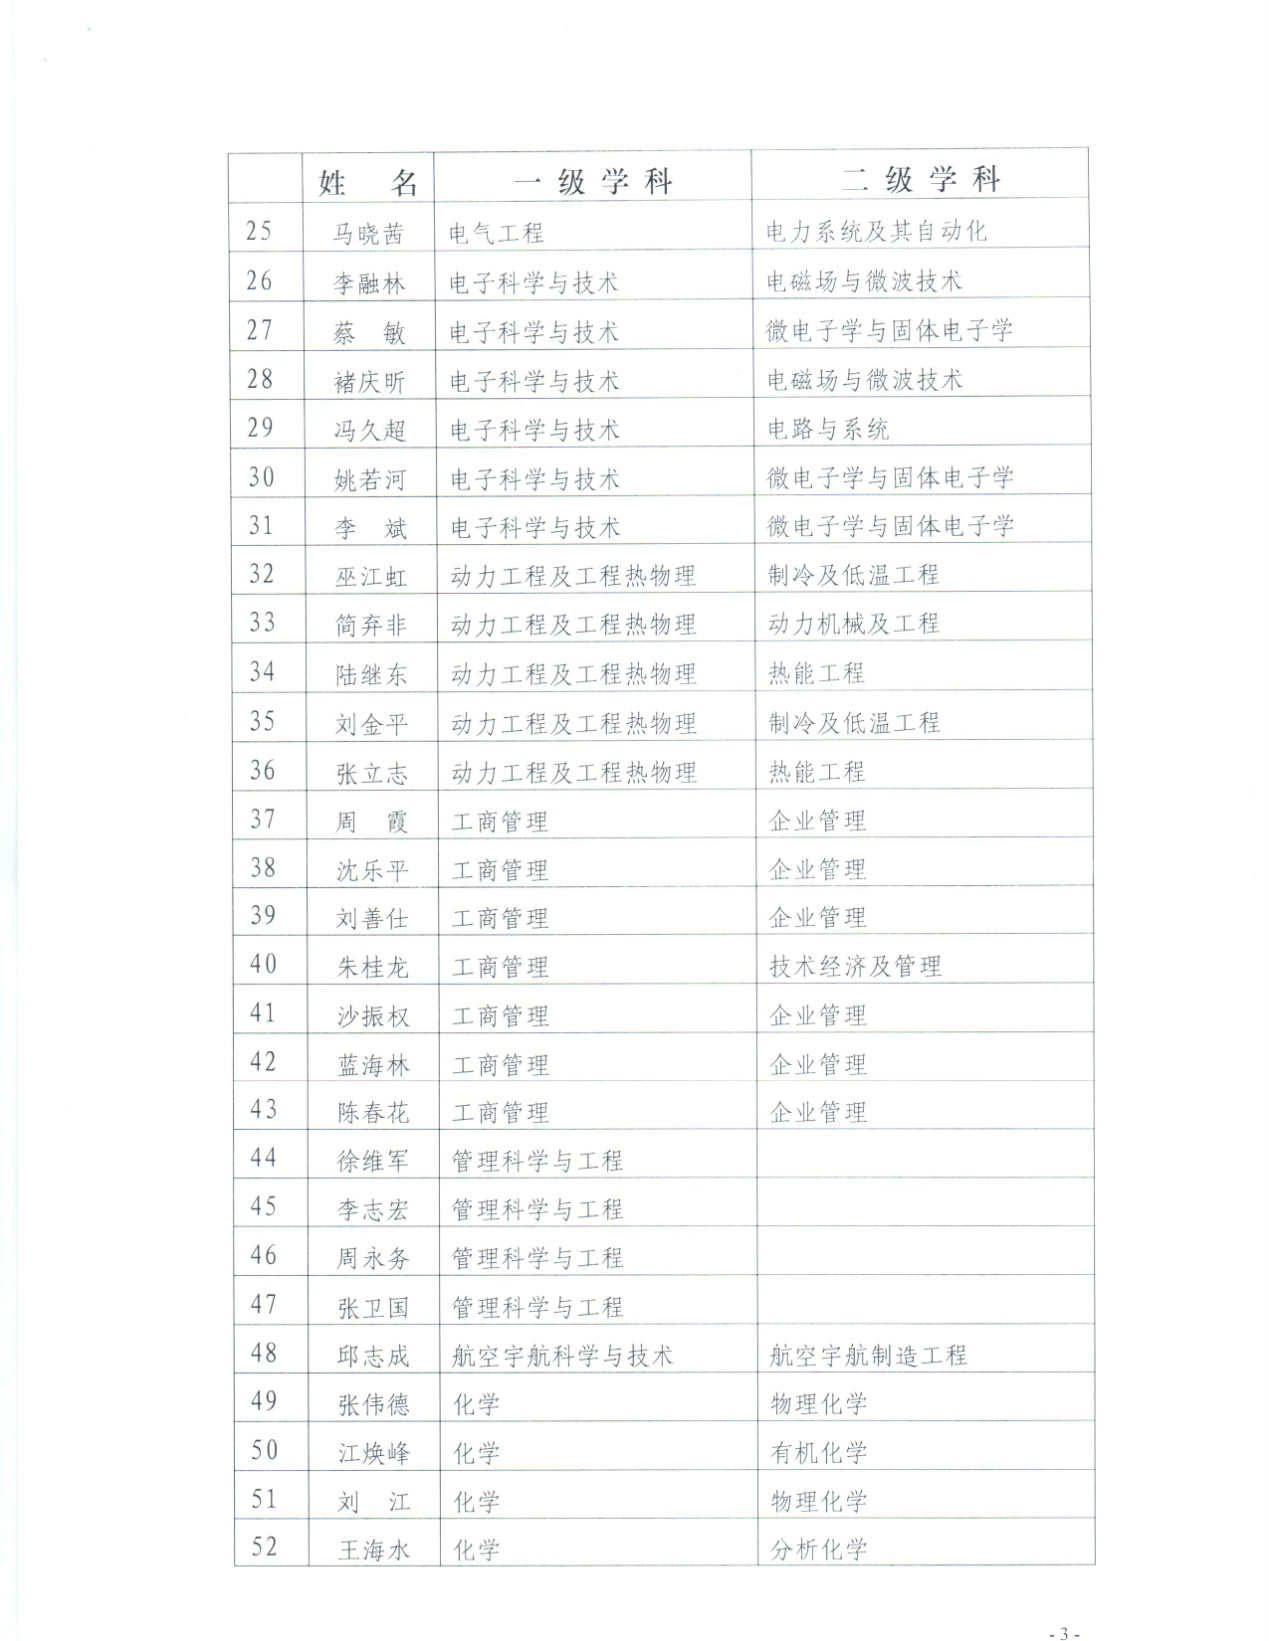 姓 名 一级学科 二级学科
25 马晓茜 电气工程 电力系统及其自动化
26 李融林 电子科学与技术 电磁场与微波技术
27 蔡 敏 电子科学与技术 微电子学与固体电子学
28 褚庆昕 电子科学与技术 电磁场与微波技术
29 冯久超 电子科学与技术 电路与系统
30 姚若河 电子科学与技术 微电子学与固体电子学
31 李 斌 电子科学与技术 微电子学与固体电子学
32 巫江虹 动力工程及工程热物理 制冷及低温工程
33 简弃非 动力工程及工程热物理 动力机械及工程
34 陆继东 动力工程及工程热物理 热能工程
35 刘金平 动力工程及工程热物理 制冷及低温工程
36 张立志 动力工程及工程热物理 热能工程
37 周 霞 工商管理 企业管理
38 沈乐平 工商管理 企业管理
39 刘善仕 工商管理 企业管理
40 朱桂龙 工商管理 技术经济及管理
41 沙振权 工商管理 企业管理
42 蓝海林 工商管理 企业管理
43 陈春花 工商管理 企业管理
44 徐维军 管理科学与工程
45 李志宏 管理科学与工程
46 周永务 管理科学与工程
47 张卫国 管理科学与工程
48 邱志成 航空宇航科学与技术 航空宇航制造工程
49 张伟德 化学 物理化学
50 江焕峰 化学 有机化学
51 刘 江 化学 物理化学
52 王海水 化学 分析化学
- 3 -